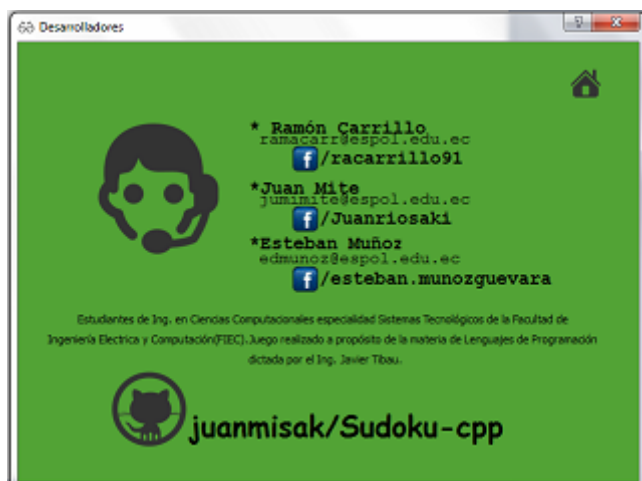 Desarrolladores
* Ramón Carrillo
ramacarr@espol.edu.ec
f /racarrillo91
*Juan Mite
jumimite@espol.edu.ec
f /Juanriosaki
*Esteban Muñoz
edmunoz@espol.edu.ec
f /esteban.munozguevara
Estudiantes de Ing. en Ciencias Computacionales especialidad Sistemas Tecnológicos de la Facultad de
Ingeniería Electrica y Computación(FIEC).Juego realizado a propósito de la materia de Lenguajes de Programación
dictada por el Ing. Javier Tibau.
juanmisak/Sudoku-cpp